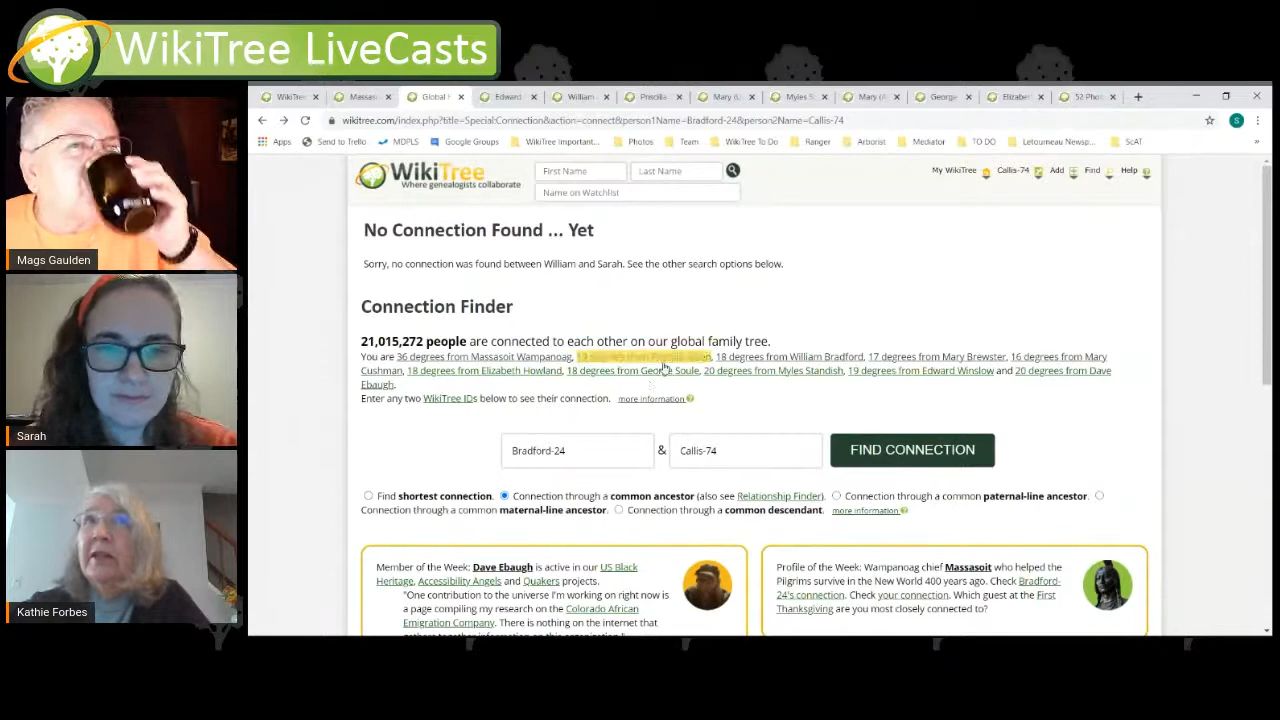 WikiTree LiveCasts
Mags Gaulden
Sarah
Kathie Forbes
WikiTree
Massas
Global
Edward
William
Priscilla
Mary (
Myles S
Mary (
George
Elizabet
52-Pho
wikitree.com/index.php?title=Special:Connection&action=connect&person1Name=Bradford-24&person2Name=Callis-74
S
Apps
Send to Trello
MDPLS
Google Groups
WikiTree Important...
Photos
Team
WikiTree To Do
Ranger
Arborist
Mediator
TO DO
Letourneau Newsp...
ScAT
»
WikiTree
Where genealogists collaborate
First Name
Last Name
Name on Watchlist
My WikiTree
Callis-74
Add
Find
Help
No Connection Found ... Yet
Sorry, no connection was found between William and Sarah. See the other search options below.
Connection Finder
21,015,272 people are connected to each other on our global family tree.
You are 36 degrees from Massasoit Wampanoag, 18 degrees from William Bradford, 17 degrees from Mary Brewster, 16 degrees from Mary
Cushman, 18 degrees from Elizabeth Howland, 18 degrees from George Soule, 20 degrees from Myles Standish, 19 degrees from Edward Winslow and 20 degrees from Dave
Ebaugh.
Enter any two WikiTree IDs below to see their connection. more information
Bradford-24
&
Callis-74
FIND CONNECTION
Find shortest connection. Connection through a common ancestor (also see Relationship Finder). Connection through a common paternal-line ancestor.
Connection through a common maternal-line ancestor. Connection through a common descendant. more information
Member of the Week: Dave Ebaugh is active in our US Black
Heritage, Accessibility Angels and Quakers projects.
"One contribution to the universe I'm working on right now is
a page compiling my research on the Colorado African
Emigration Company. There is nothing on the internet that
Profile of the Week: Wampanoag chief Massasoit who helped the
Pilgrims survive in the New World 400 years ago. Check Bradford-
24's connection. Check your connection. Which guest at the First
Thanksgiving are you most closely connected to?